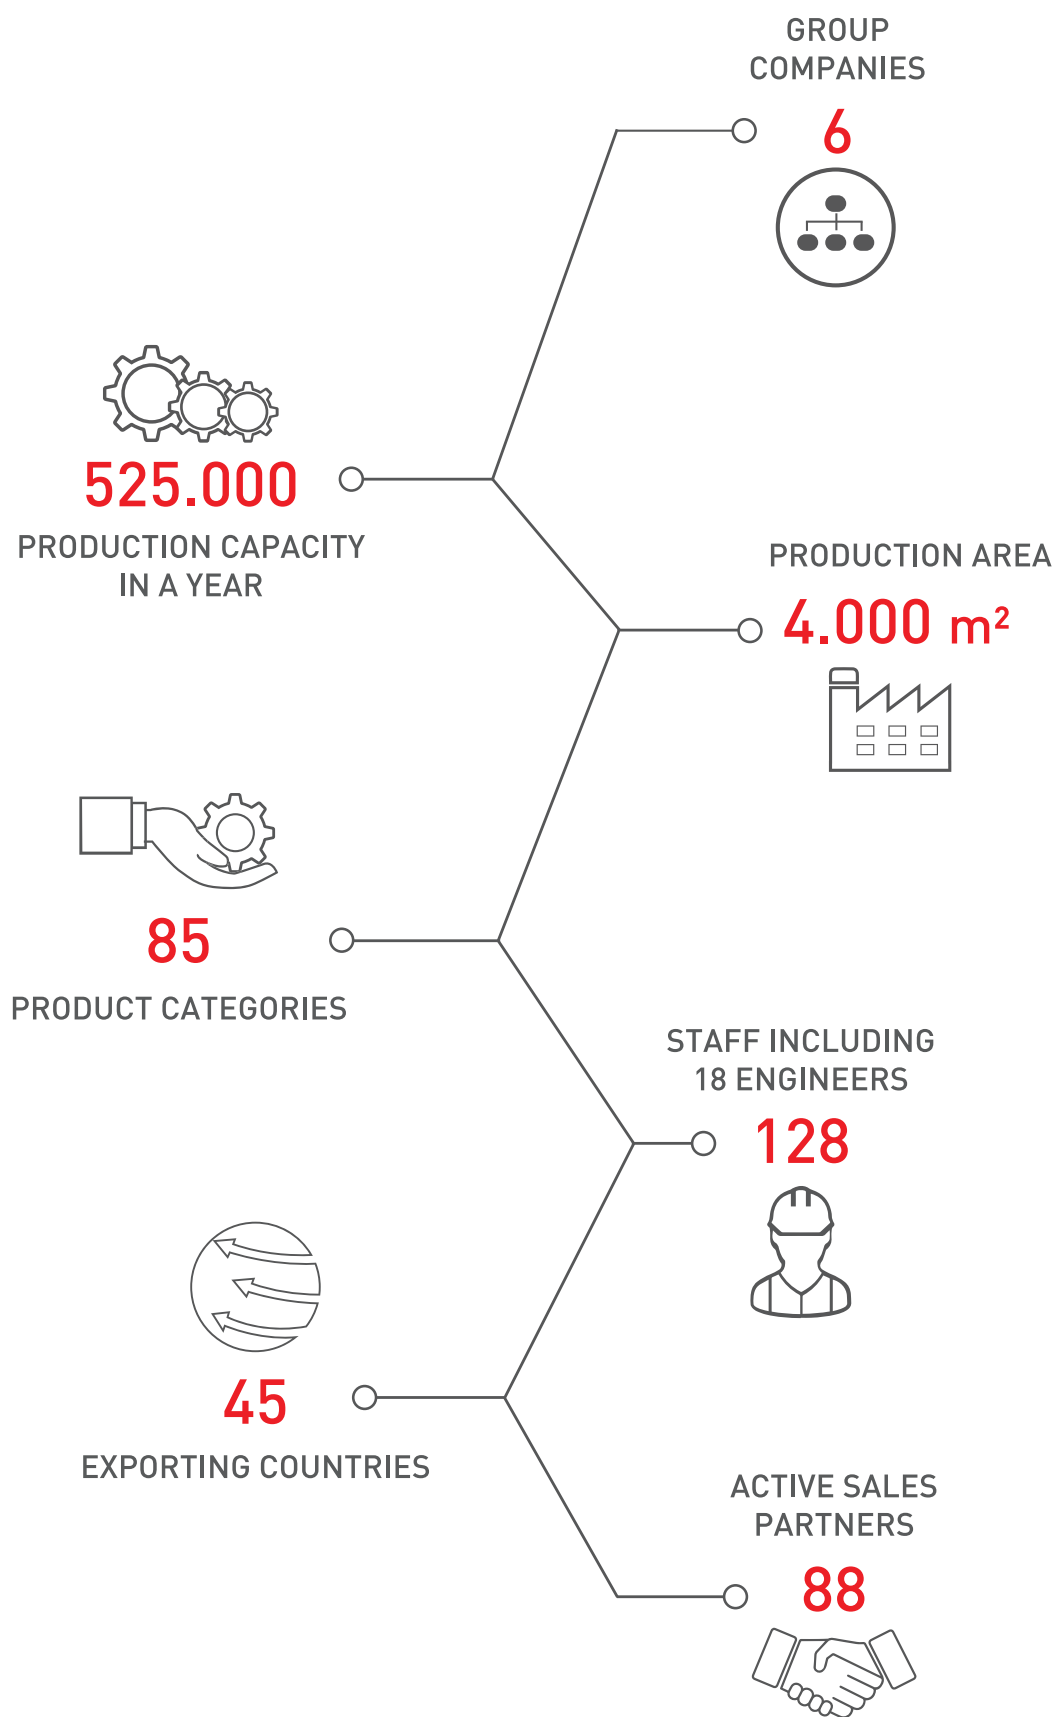 GROUP
COMPANIES
6
525.000
PRODUCTION CAPACITY
IN A YEAR
PRODUCTION AREA
4.000 m²
85
PRODUCT CATEGORIES
STAFF INCLUDING
18 ENGINEERS
128
45
EXPORTING COUNTRIES
ACTIVE SALES
PARTNERS
88